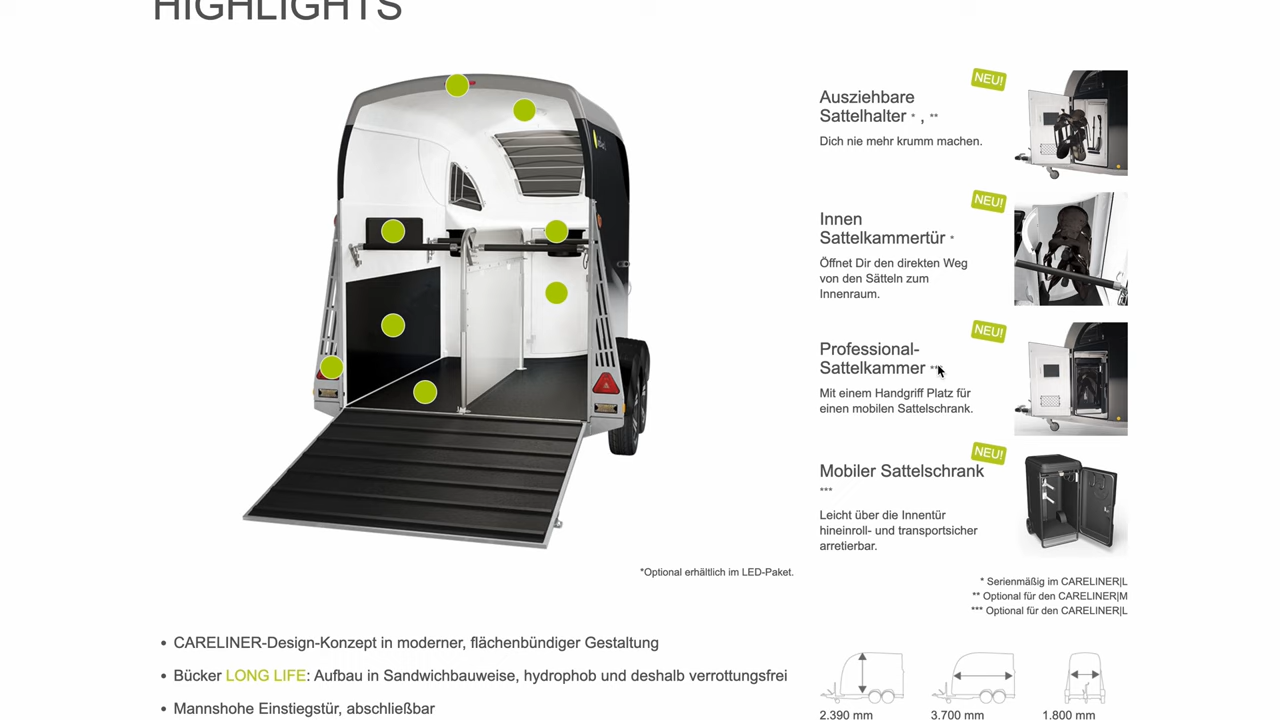 HIGHLIGHTS
NEU!
Ausziehbare
Sattelhalter * , **
Dich nie mehr krumm machen.
NEU!
Innen
Sattelkammertür *
Öffnet Dir den direkten Weg
von den Sätteln zum
Innenraum.
NEU!
Professional-
Sattelkammer
Mit einem Handgriff Platz für
einen mobilen Sattelschrank.
NEU!
Mobiler Sattelschrank
***
Leicht über die Innentür
hineinroll- und transportsicher
arretierbar.
*Optional erhältlich im LED-Paket.
* Serienmäßig im CARELINER|L
** Optional für den CARELINER|M
*** Optional für den CARELINER|L
• CARELINER-Design-Konzept in moderner, flächenbündiger Gestaltung
• Bücker LONG LIFE: Aufbau in Sandwichbauweise, hydrophob und deshalb verrottungsfrei
• Mannshohe Einstiegstür, abschließbar
2.390 mm
3.700 mm
1.800 mm